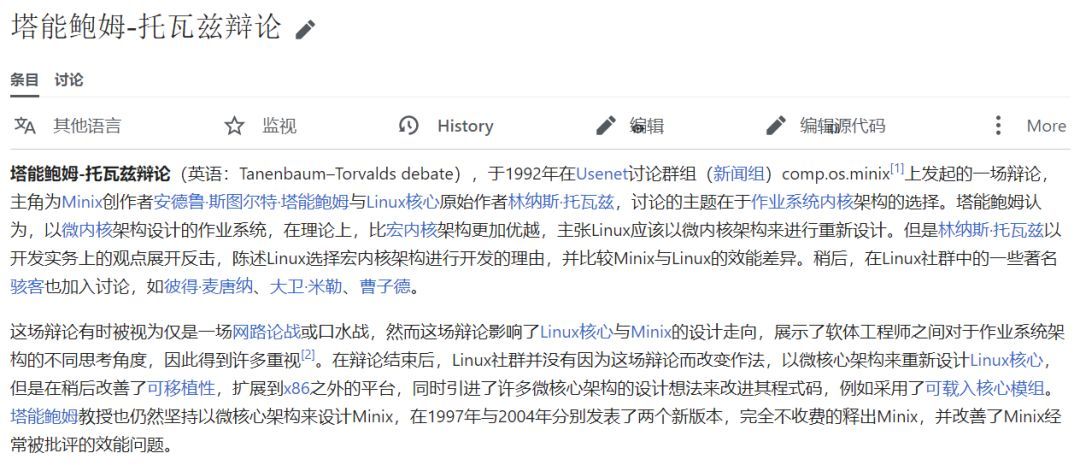 塔能鲍姆-托瓦兹辩论
条目 讨论
其他语言 监视 History 编辑 编辑源代码 More
塔能鲍姆-托瓦兹辩论（英语：Tanenbaum–Torvalds debate），于1992年在Usenet讨论群组（新闻组）comp.os.minix[1]上发起的一场辩论，
主角为Minix创作者安德鲁·斯图尔特·塔能鲍姆与Linux核心原始作者林纳斯·托瓦兹，讨论的主题在于作业系统内核架构的选择。塔能鲍姆认
为，以微内核架构设计的作业系统，在理论上，比宏内核架构更加优越，主张Linux应该以微内核架构来进行重新设计。但是林纳斯·托瓦兹以
开发实务上的观点展开反击，陈述Linux选择宏内核架构进行开发的理由，并比较Minix与Linux的效能差异。稍后，在Linux社群中的一些著名
骇客也加入讨论，如彼得·麦唐纳、大卫·米勒、曹子德。
这场辩论有时被视为仅是一场网路论战或口水战，然而这场辩论影响了Linux核心与Minix的设计走向，展示了软体工程师之间对于作业系统架
构的不同思考角度，因此得到许多重视[2]。在辩论结束后，Linux社群并没有因为这场辩论而改变作法，以微核心架构来重新设计Linux核心，
但是在稍后改善了可移植性，扩展到x86之外的平台，同时引进了许多微核心架构的设计想法来改进其程式码，例如采用了可载入核心模组。
塔能鲍姆教授也仍然坚持以微核心架构来设计Minix，在1997年与2004年分别发表了两个新版本，完全不收费的释出Minix，并改善了Minix经
常被批评的效能问题。